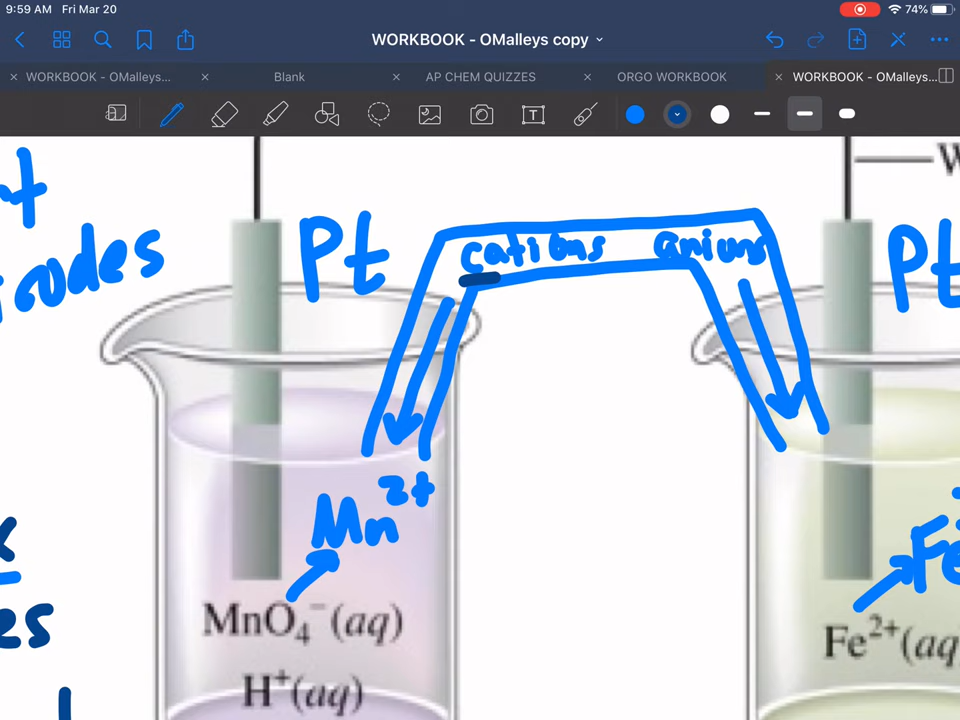 9:59 AM Fri Mar 20
74%
WORKBOOK - OMalleys copy
WORKBOOK - OMalleys...
Blank
AP CHEM QUIZZES
ORGO WORKBOOK
WORKBOOK - OMalleys...
Pt
cations anions
Pt
Mn²⁺
MnO₄⁻(aq)
H⁺(aq)
Fe
Fe²⁺(aq